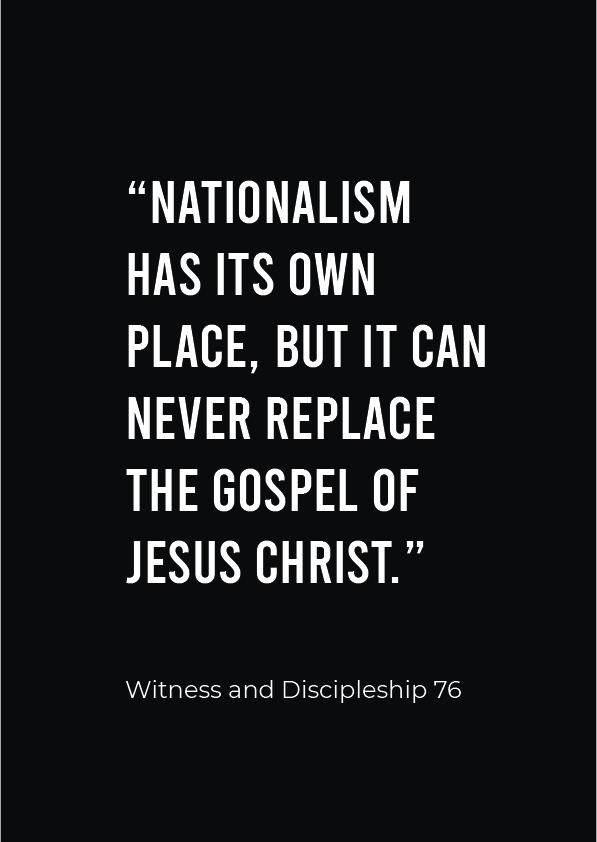 “NATIONALISM
HAS ITS OWN
PLACE, BUT IT CAN
NEVER REPLACE
THE GOSPEL OF
JESUS CHRIST.”
Witness and Discipleship 76